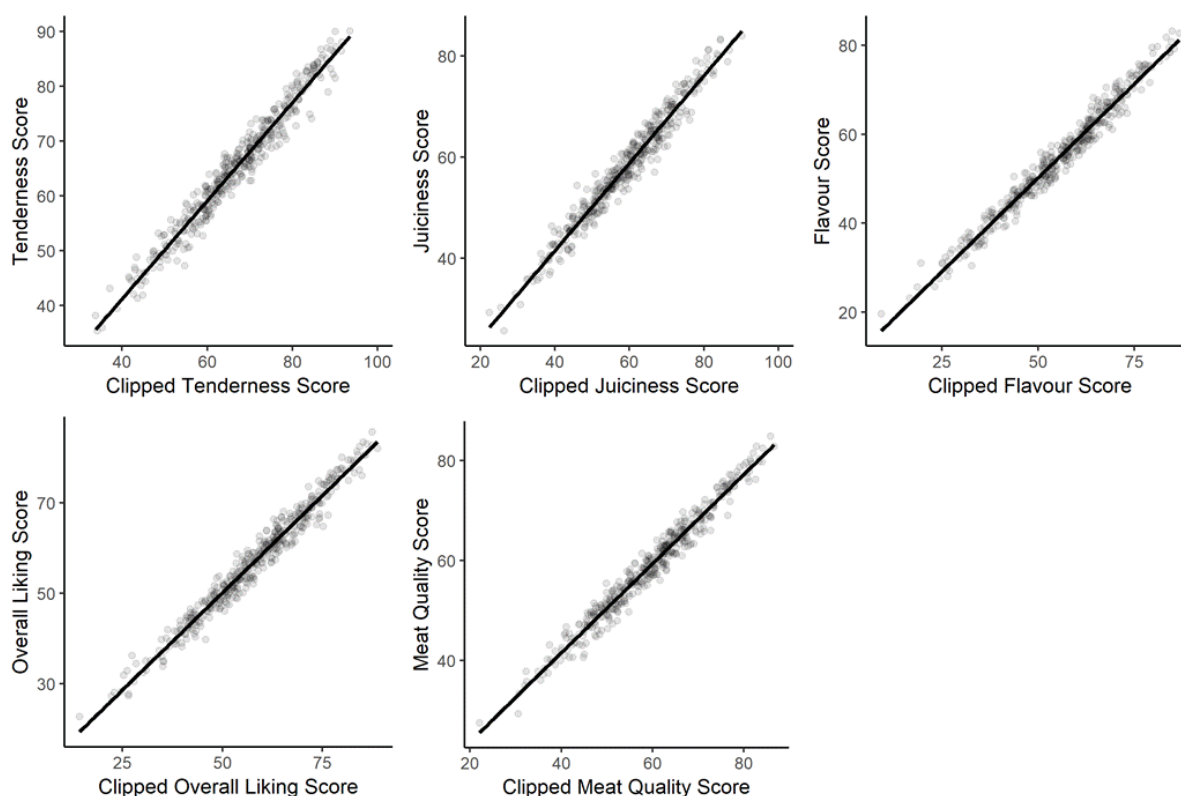 90
80
70
60
50
40
Tenderness Score
40 60 80 100
Clipped Tenderness Score
80
60
40
Juiciness Score
20 40 60 80 100
Clipped Juiciness Score
80
60
40
20
Flavour Score
25 50 75
Clipped Flavour Score
70
50
30
Overall Liking Score
25 50 75
Clipped Overall Liking Score
80
60
40
Meat Quality Score
20 40 60 80
Clipped Meat Quality Score